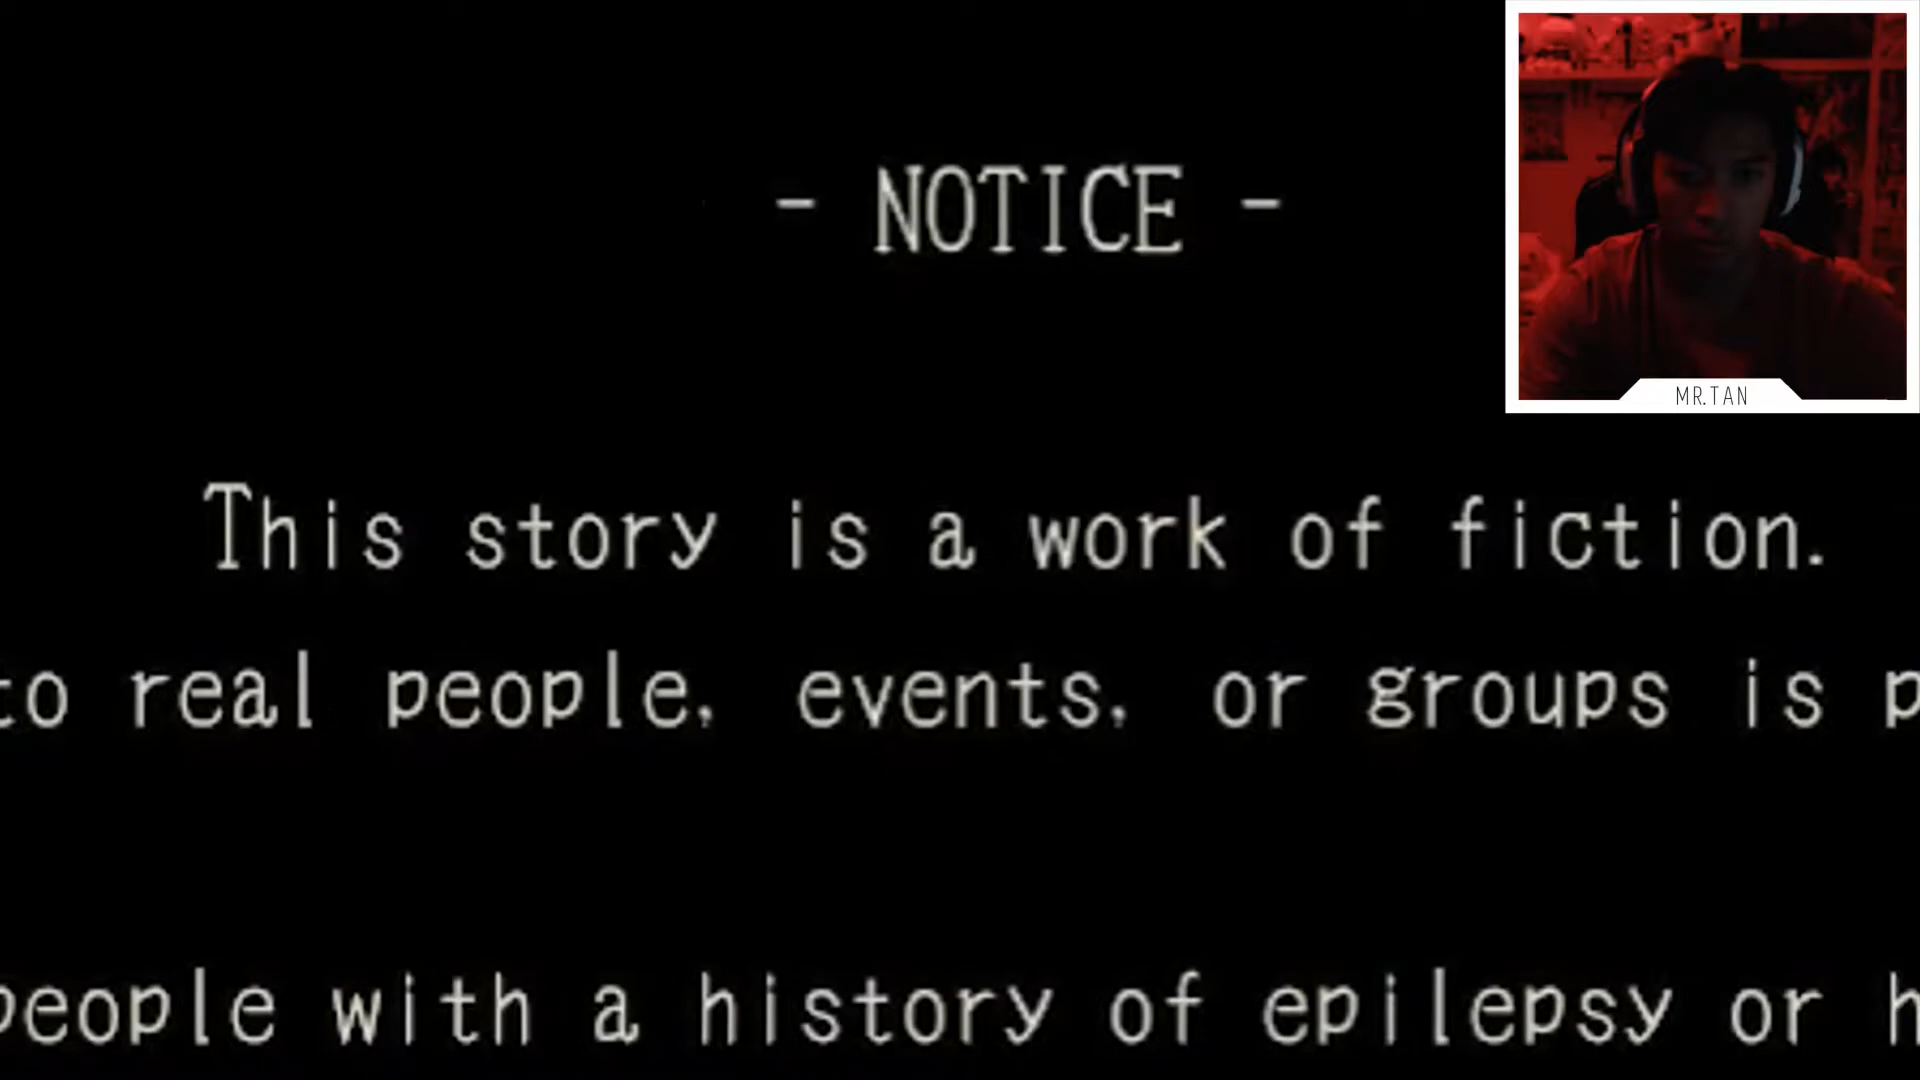 - NOTICE -
MR.TAN
This story is a work of fiction.
to real people, events, or groups is p
people with a history of epilepsy or h